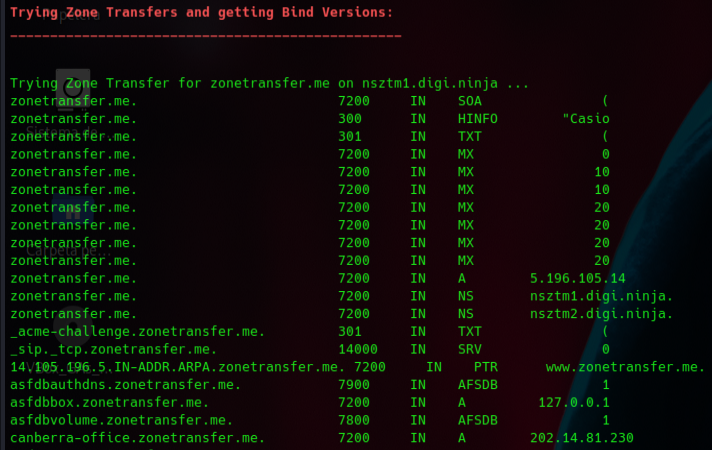 Trying Zone Transfers and getting Bind Versions:
_________________________________________________
Trying Zone Transfer for zonetransfer.me on nsztm1.digi.ninja ...
zonetransfer.me. 7200 IN SOA (
zonetransfer.me. 300 IN HINFO "Casio
zonetransfer.me. 301 IN TXT (
zonetransfer.me. 7200 IN MX 0
zonetransfer.me. 7200 IN MX 10
zonetransfer.me. 7200 IN MX 10
zonetransfer.me. 7200 IN MX 20
zonetransfer.me. 7200 IN MX 20
zonetransfer.me. 7200 IN MX 20
zonetransfer.me. 7200 IN MX 20
zonetransfer.me. 7200 IN A 5.196.105.14
zonetransfer.me. 7200 IN NS nsztm1.digi.ninja.
zonetransfer.me. 7200 IN NS nsztm2.digi.ninja.
_acme-challenge.zonetransfer.me. 301 IN TXT (
_sip._tcp.zonetransfer.me. 14000 IN SRV 0
14.105.196.5.IN-ADDR.ARPA.zonetransfer.me. 7200 IN PTR www.zonetransfer.me.
asfdbauthdns.zonetransfer.me. 7900 IN AFSDB 1
asfdbbox.zonetransfer.me. 7200 IN A 127.0.0.1
asfdbvolume.zonetransfer.me. 7800 IN AFSDB 1
canberra-office.zonetransfer.me. 7200 IN A 202.14.81.230